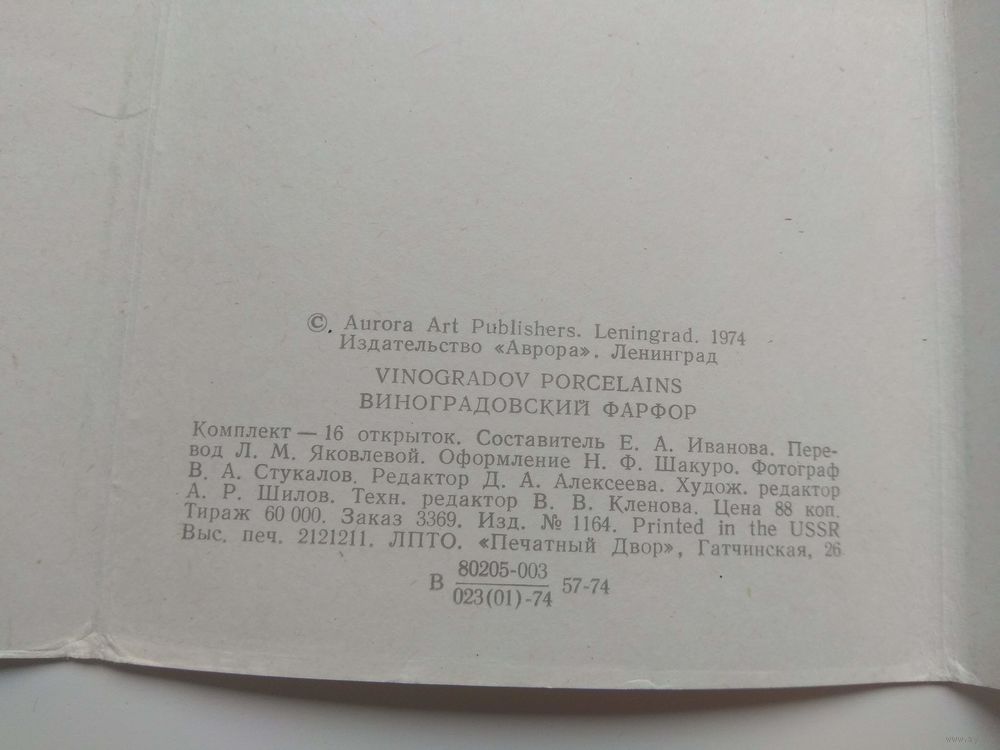 ©. Aurora Art Publishers. Leningrad. 1974
Издательство «Аврора». Ленинград
VINOGRADOV PORCELAINS
ВИНОГРАДОВСКИЙ ФАРФОР
Комплект — 16 открыток. Составитель Е. А. Иванова. Пере-
вод Л. М. Яковлевой. Оформление Н. Ф. Шакуро. Фотограф
В. А. Стукалов. Редактор Д. А. Алексеева. Худож. редактор
А. Р. Шилов. Техн. редактор В. В. Кленова. Цена 88 коп.
Тираж 60 000. Заказ 3369. Изд. № 1164. Printed in the USSR
Выс. печ. 2121211. ЛПТО. «Печатный Двор», Гатчинская, 26
80205-003
В 57-74
023(01)-74